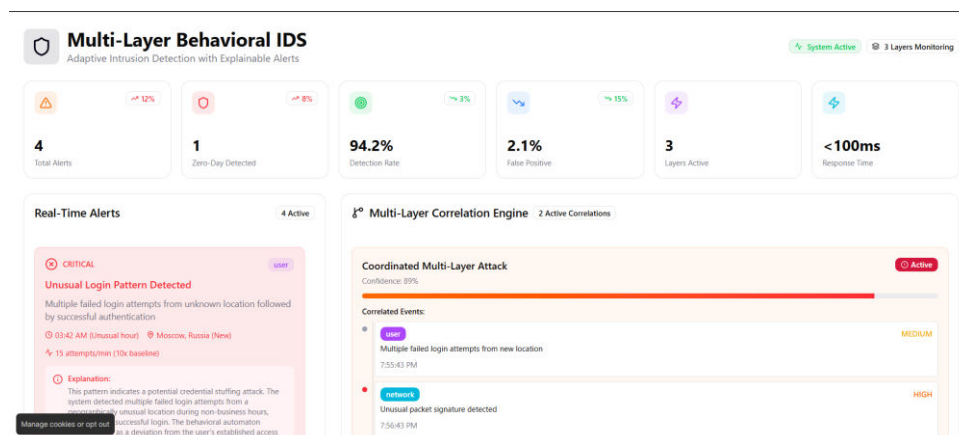 Multi-Layer Behavioral IDS
Adaptive Intrusion Detection with Explainable Alerts
System Active
3 Layers Monitoring
12%
4
Total Alerts
8%
1
Zero-Day Detected
3%
94.2%
Detection Rate
15%
2.1%
False Positive
3
Layers Active
<100ms
Response Time
Real-Time Alerts
4 Active
CRITICAL
user
Unusual Login Pattern Detected
Multiple failed login attempts from unknown location followed
by successful authentication
03:42 AM (Unusual hour) Moscow, Russia (New)
15 attempts/min (10x baseline)
Explanation:
This pattern indicates a potential credential stuffing attack. The
system detected multiple failed login attempts from a
geographically unusual location during non-business hours,
successful login. The behavioral automaton
as a deviation from the user's established access
Manage cookies or opt out
Multi-Layer Correlation Engine
2 Active Correlations
Coordinated Multi-Layer Attack
Active
Confidence: 89%
Correlated Events:
user
MEDIUM
Multiple failed login attempts from new location
7:55:43 PM
network
HIGH
Unusual packet signature detected
7:56:43 PM